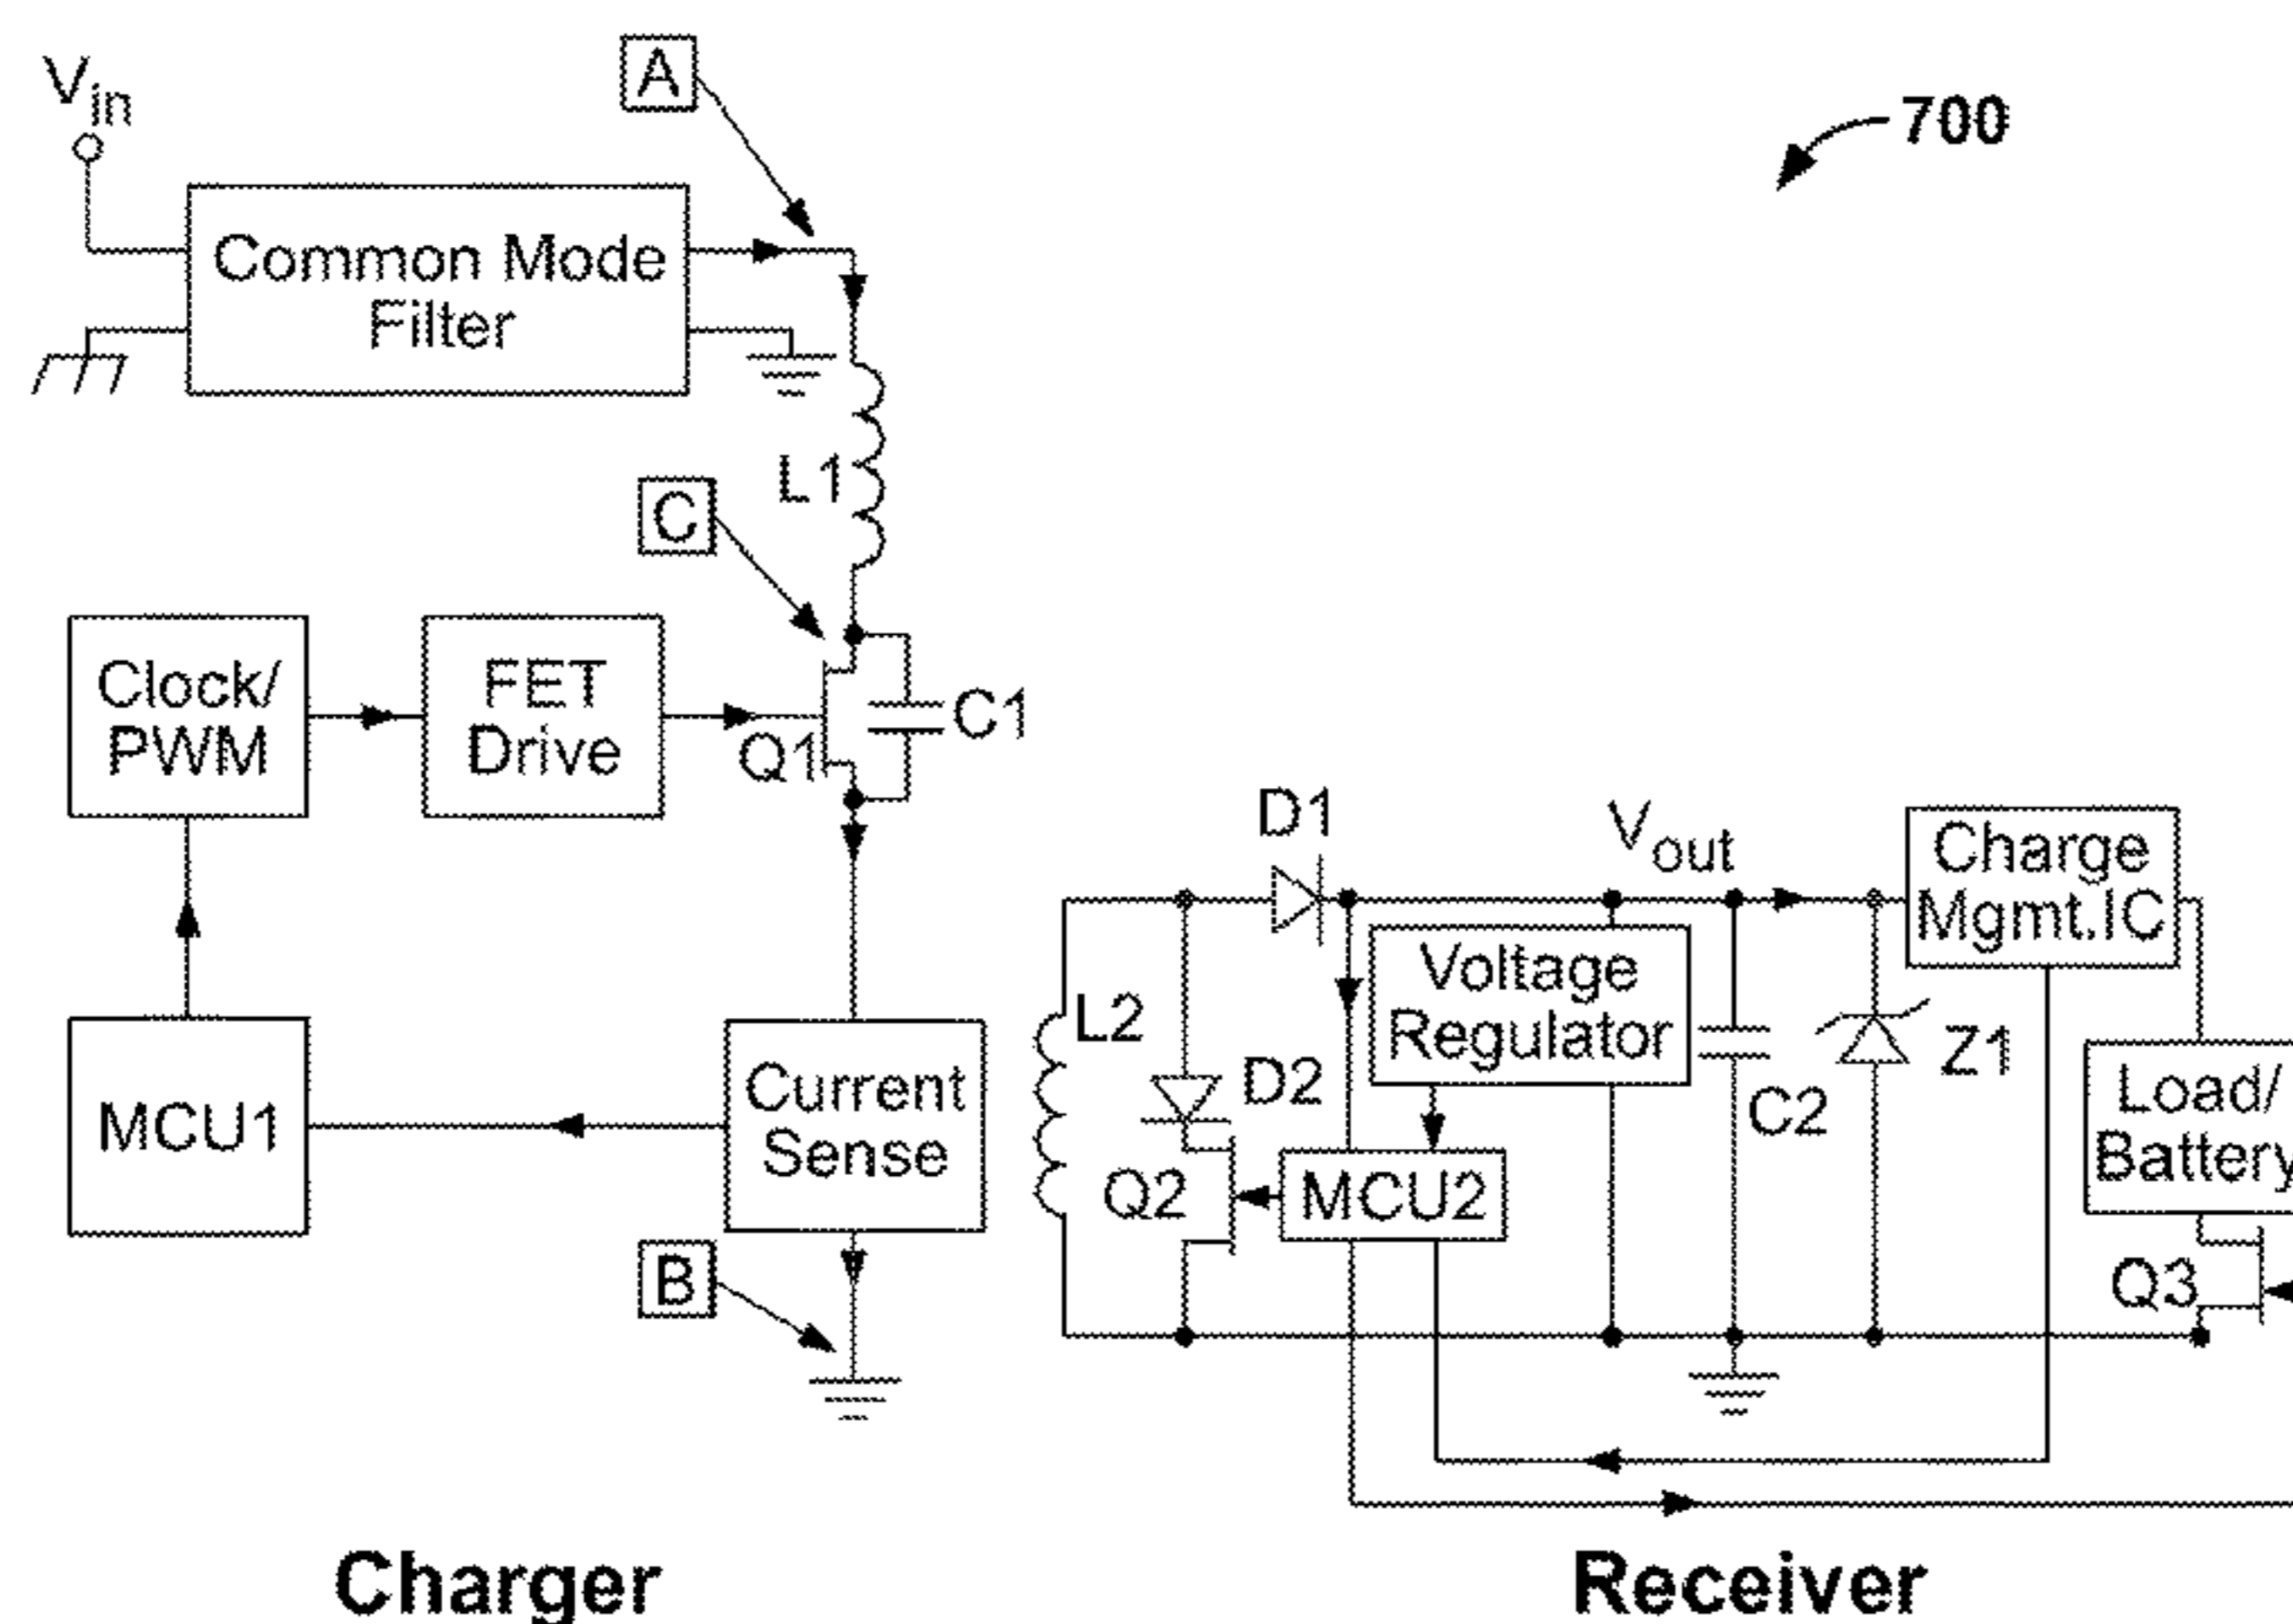 Vin
A
700
Common Mode
Filter
L1
C
Clock/
PWM
FET
Drive
Q1
C1
MCU1
Current
Sense
B
D1
Vout
Charge
Mgmt.IC
Voltage
Regulator
L2
D2
Q2
MCU2
C2
Z1
Load/
Battery
Q3
Charger
Receiver